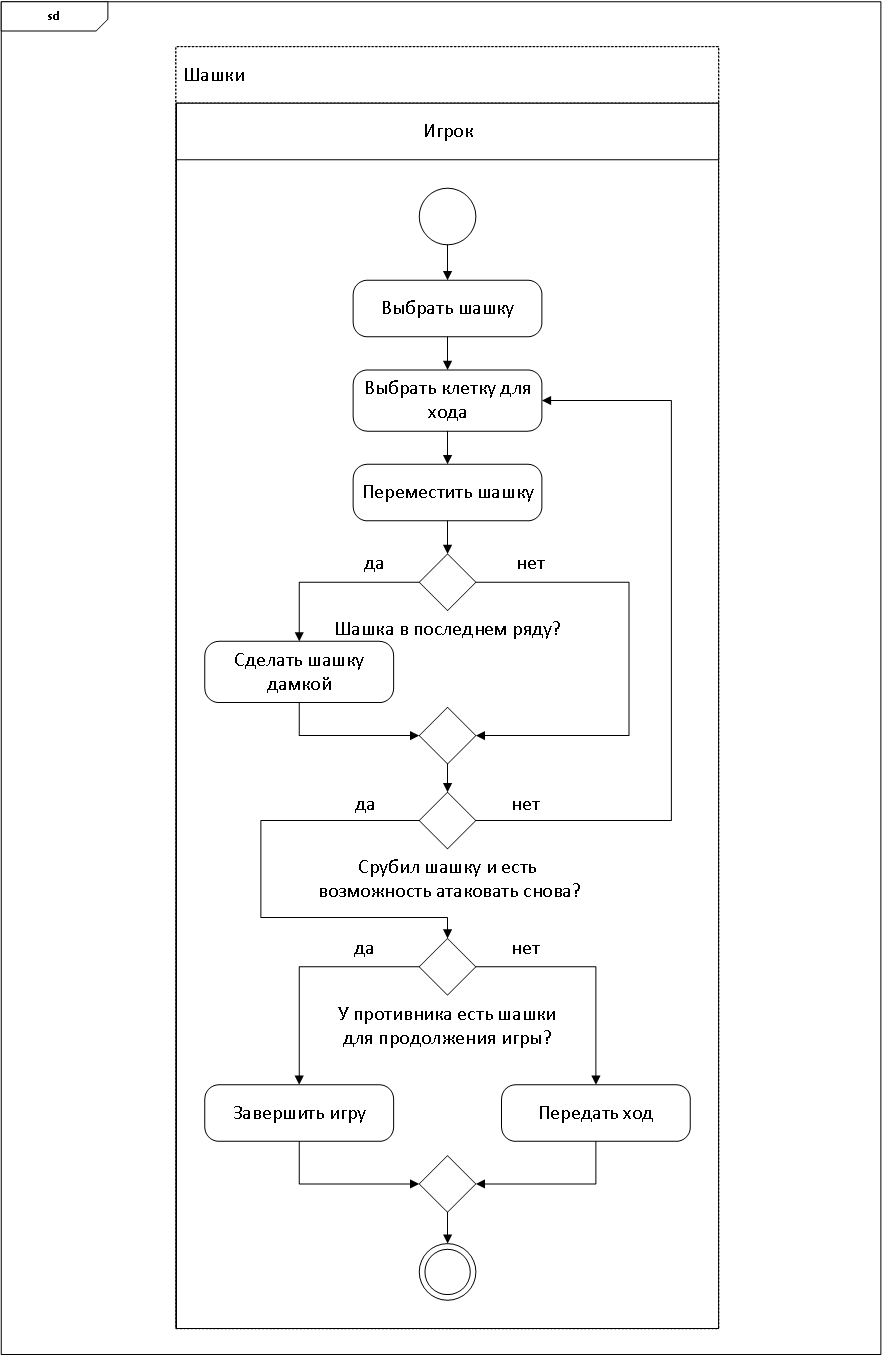 sd
Шашки
Игрок
Выбрать шашку
Выбрать клетку для
хода
Переместить шашку
да
нет
Шашка в последнем ряду?
Сделать шашку
дамкой
да
нет
Срубил шашку и есть
возможность атаковать снова?
да
нет
У противника есть шашки
для продолжения игры?
Завершить игру
Передать ход